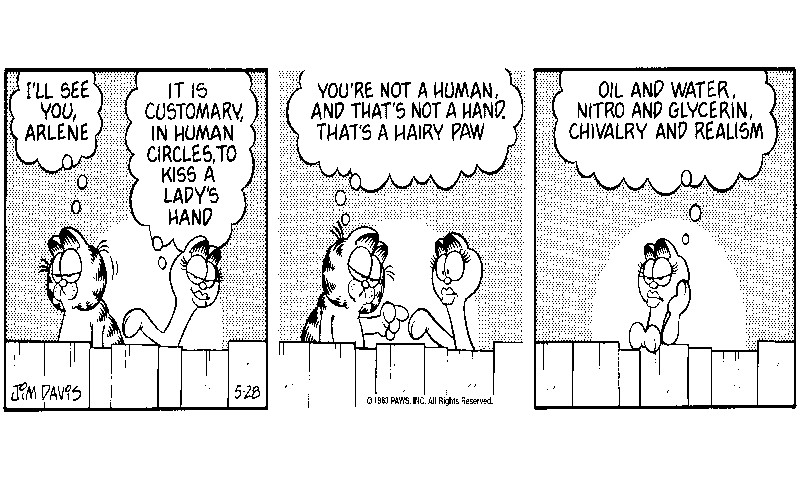 I'LL SEE
YOU,
ARLENE
IT IS
CUSTOMARY,
IN HUMAN
CIRCLES, TO
KISS A
LADY'S
HAND
JIM DAVIS
5-28
YOU'RE NOT A HUMAN,
AND THAT'S NOT A HAND.
THAT'S A HAIRY PAW
© 1983 PAWS, INC. All Rights Reserved.
OIL AND WATER,
NITRO AND GLYCERIN,
CHIVALRY AND REALISM